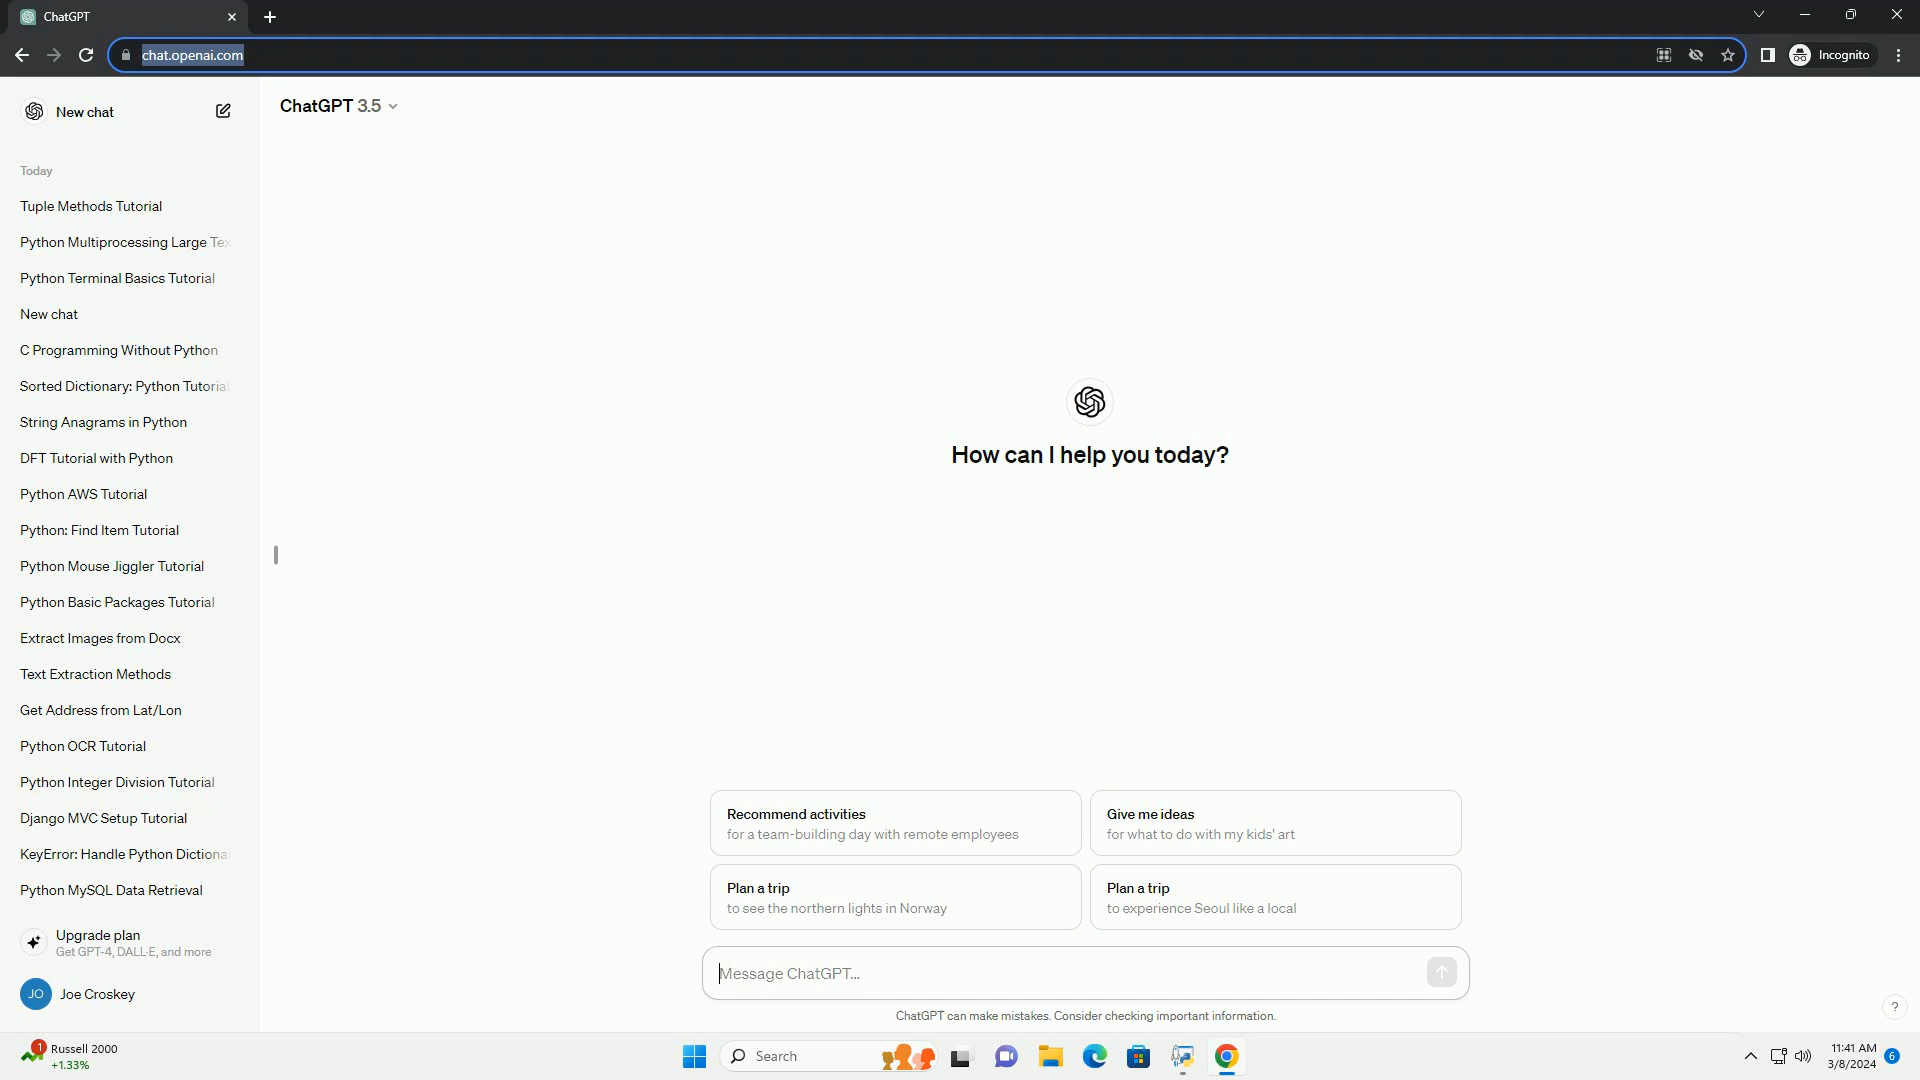 ChatGPT
chat.openai.com
Incognito
New chat
ChatGPT 3.5
Today
Tuple Methods Tutorial
Python Multiprocessing Large Tex
Python Terminal Basics Tutorial
New chat
C Programming Without Python
Sorted Dictionary: Python Tutorial
String Anagrams in Python
DFT Tutorial with Python
Python AWS Tutorial
Python: Find Item Tutorial
Python Mouse Jiggler Tutorial
Python Basic Packages Tutorial
Extract Images from Docx
Text Extraction Methods
Get Address from Lat/Lon
Python OCR Tutorial
Python Integer Division Tutorial
Django MVC Setup Tutorial
KeyError: Handle Python Dictiona
Python MySQL Data Retrieval
Upgrade plan
Get GPT-4, DALL·E, and more
JO Joe Croskey
How can I help you today?
Recommend activities
for a team-building day with remote employees
Give me ideas
for what to do with my kids' art
Plan a trip
to see the northern lights in Norway
Plan a trip
to experience Seoul like a local
Message ChatGPT...
ChatGPT can make mistakes. Consider checking important information.
?
1
Russell 2000
+1.33%
Search
11:41 AM
3/8/2024
6